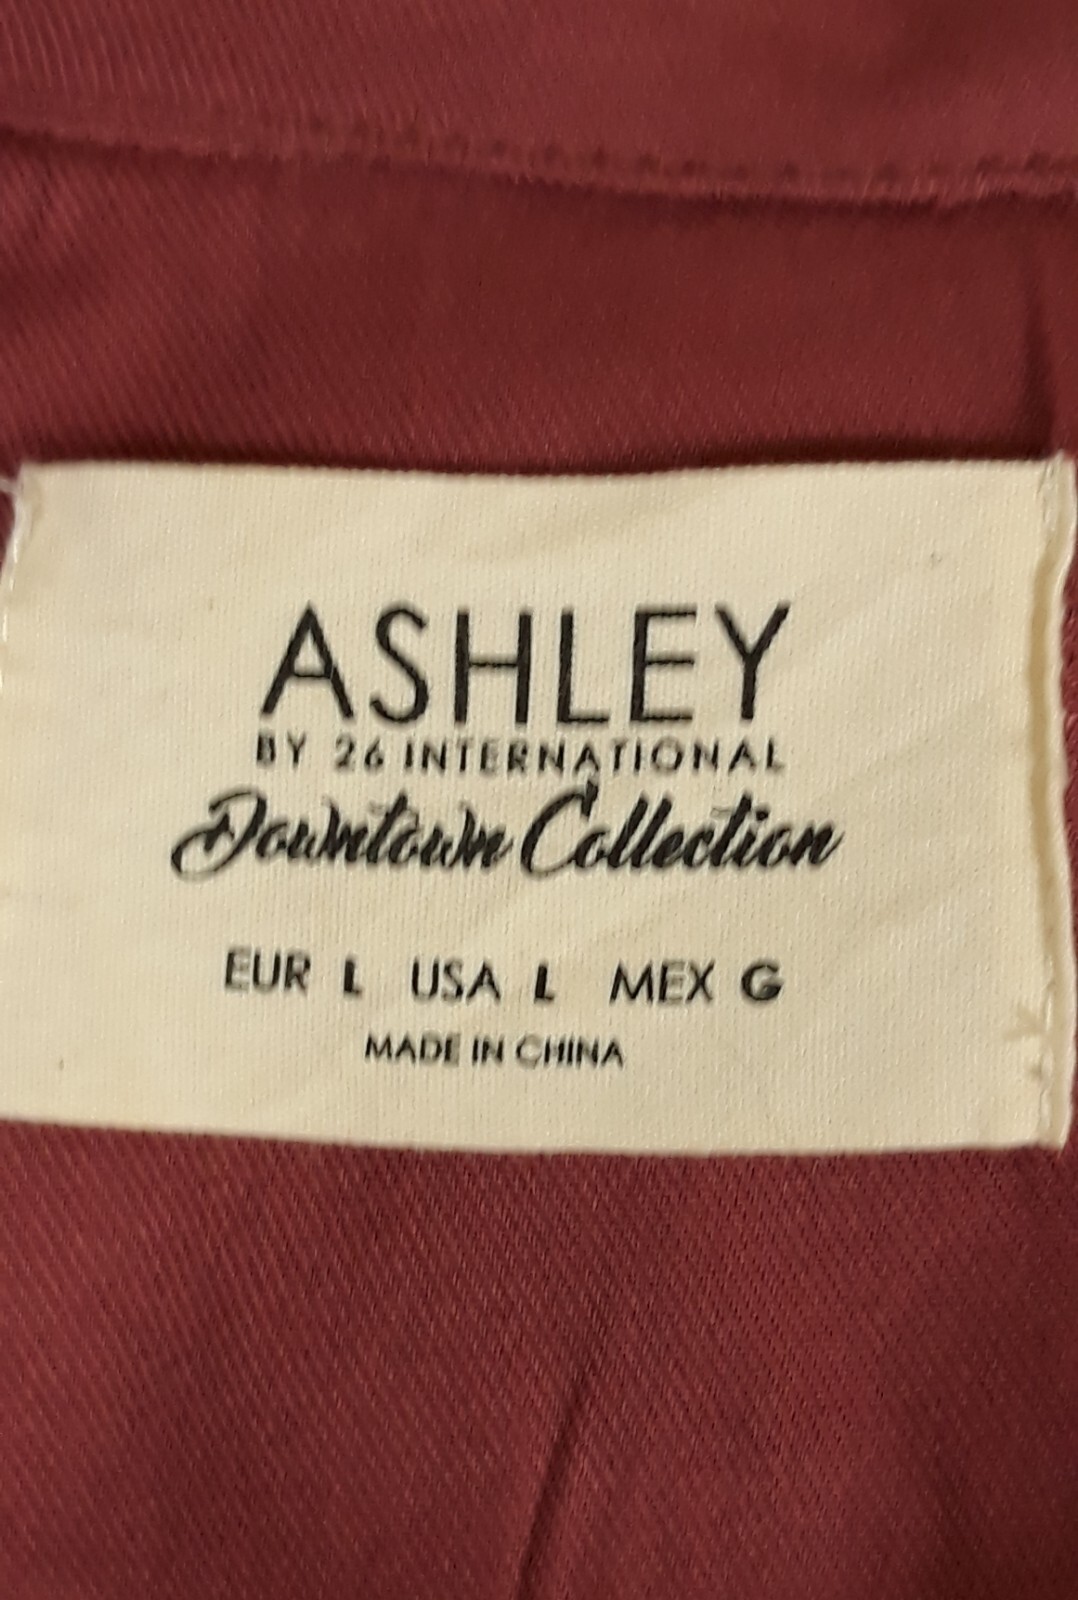 ASHLEY
BY 26 INTERNATIONAL
Downtown Collection
EUR L USA L MEX G
MADE IN CHINA